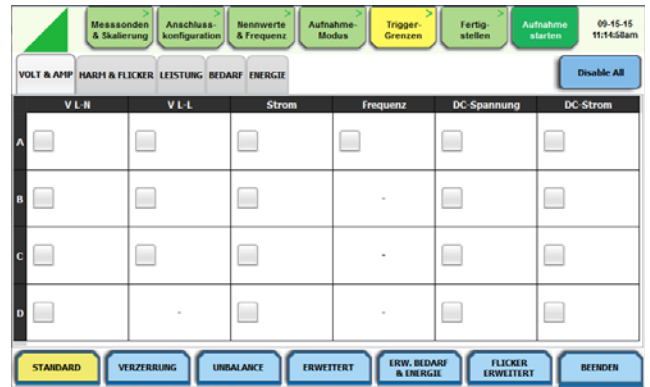 Messsonden
& Skalierung
Anschluss-
konfiguration
Nennwerte
& Frequenz
Aufnahme-
Modus
Trigger-
Grenzen
Fertig-
stellen
Aufnahme
starten
09-15-15
11:14:58am
VOLT & AMP HARM & FLICKER LEISTUNG BEDARF ENERGIE
Disable All
V L-N V L-L Strom Frequenz DC-Spannung DC-Strom
A
B -
C -
D - -
STANDARD
VERZERRUNG
UNBALANCE
ERWEITERT
ERW. BEDARF
& ENERGIE
FLICKER
ERWEITERT
BEENDEN